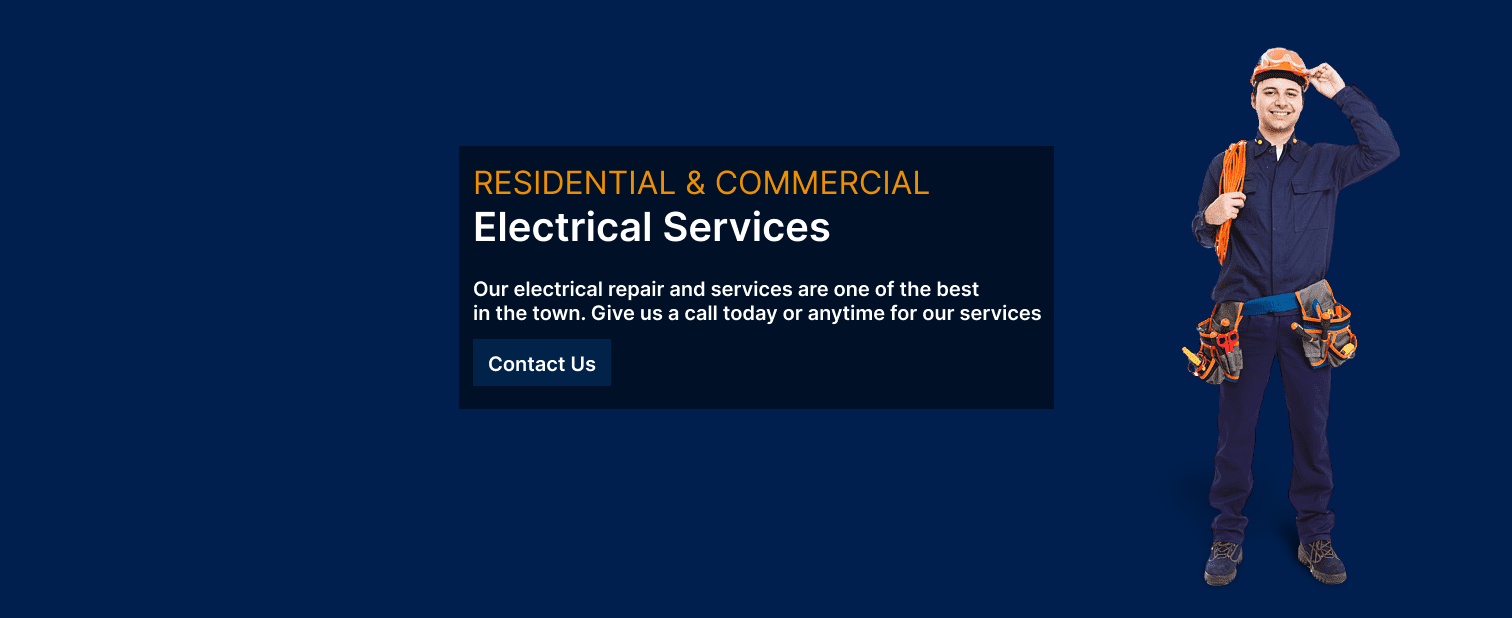 RESIDENTIAL & COMMERCIAL
Electrical Services
Our electrical repair and services are one of the best
in the town. Give us a call today or anytime for our services
Contact Us